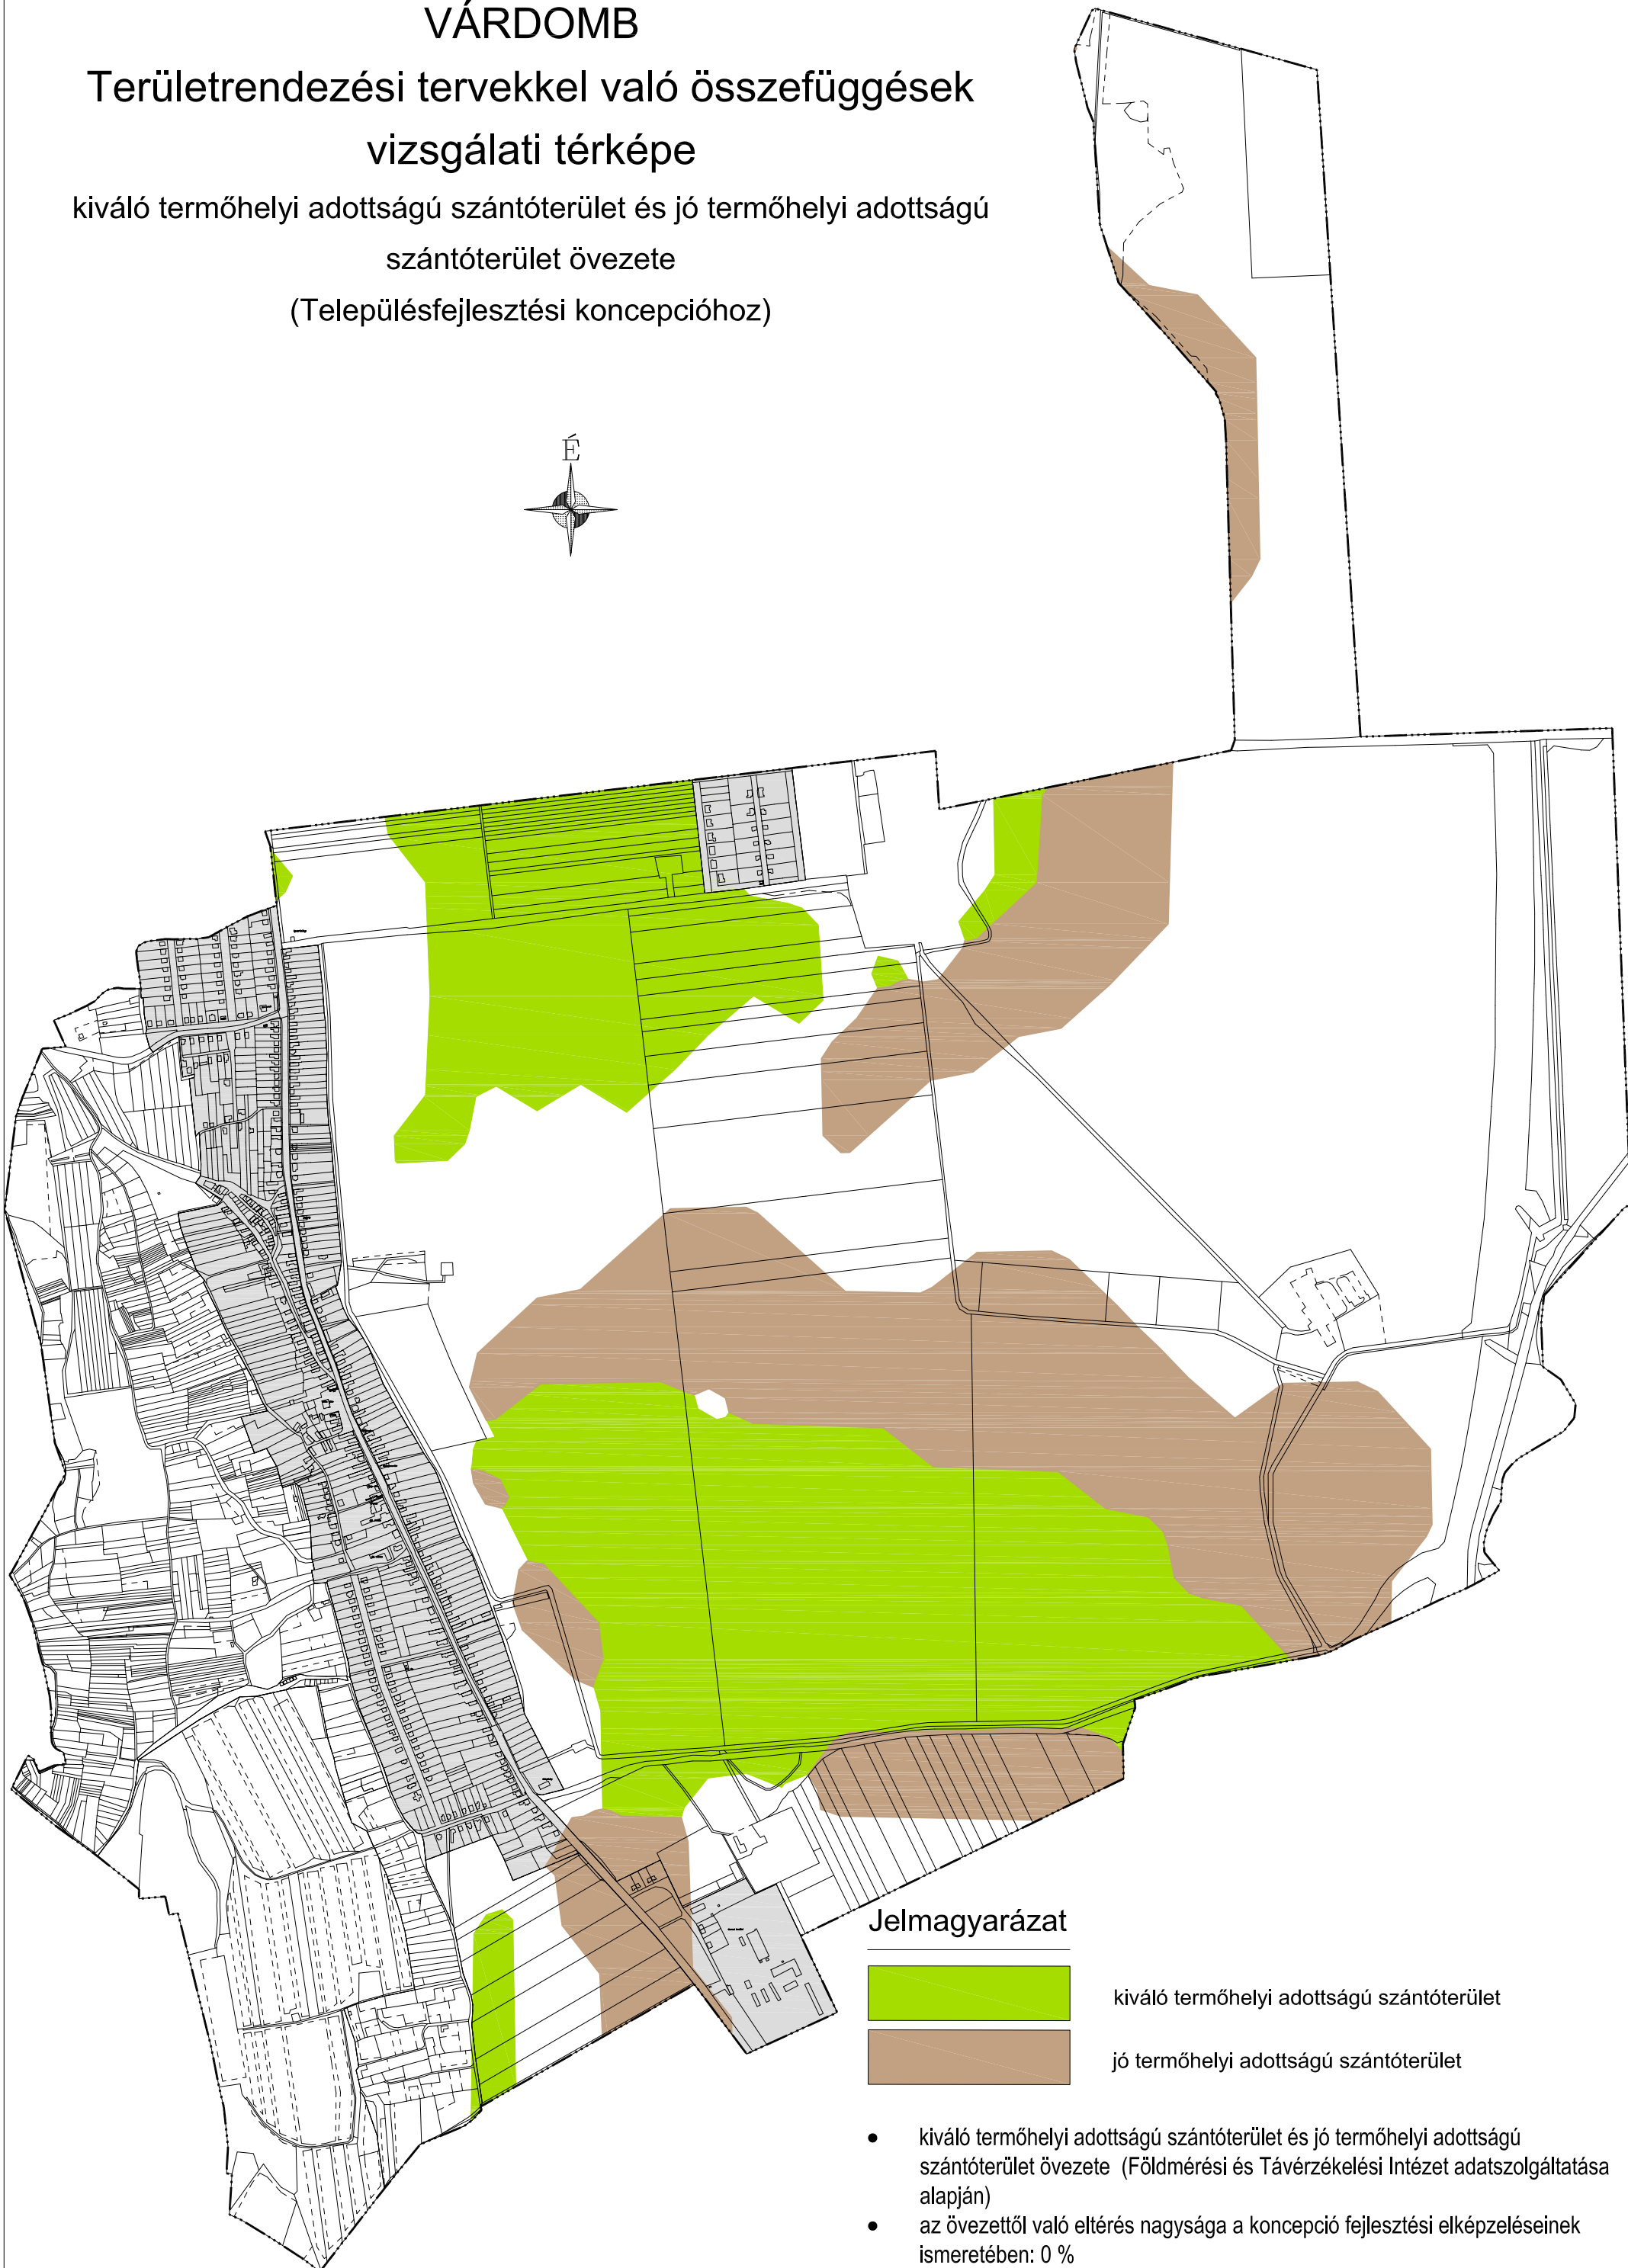 VÁRDOMB
Területrendezési tervekkel való összefüggések
vizsgálati térképe
kiváló termőhelyi adottságú szántóterület és jó termőhelyi adottságú
szántóterület övezete
(Településfejlesztési koncepcióhoz)
É
Jelmagyarázat
kiváló termőhelyi adottságú szántóterület
jó termőhelyi adottságú szántóterület
• kiváló termőhelyi adottságú szántóterület és jó termőhelyi adottságú
szántóterület övezete (Földmérési és Távérzékelési Intézet adatszolgáltatása
alapján)
• az övezettől való eltérés nagysága a koncepció fejlesztési elképzeléseinek
ismeretében: 0 %